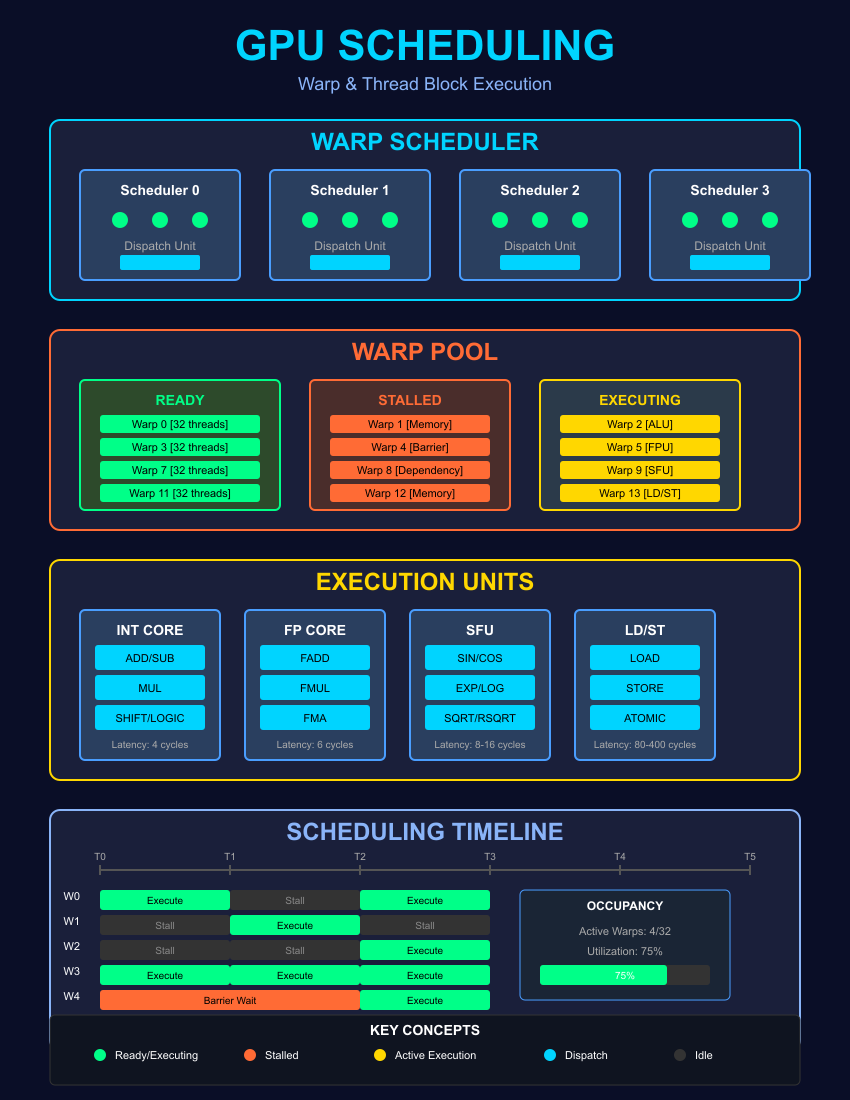 GPU SCHEDULING
Warp & Thread Block Execution
WARP SCHEDULER
Scheduler 0
Dispatch Unit
Scheduler 1
Dispatch Unit
Scheduler 2
Dispatch Unit
Scheduler 3
Dispatch Unit
WARP POOL
READY
Warp 0 [32 threads]
Warp 3 [32 threads]
Warp 7 [32 threads]
Warp 11 [32 threads]
STALLED
Warp 1 [Memory]
Warp 4 [Barrier]
Warp 8 [Dependency]
Warp 12 [Memory]
EXECUTING
Warp 2 [ALU]
Warp 5 [FPU]
Warp 9 [SFU]
Warp 13 [LD/ST]
EXECUTION UNITS
INT CORE
ADD/SUB
MUL
SHIFT/LOGIC
Latency: 4 cycles
FP CORE
FADD
FMUL
FMA
Latency: 6 cycles
SFU
SIN/COS
EXP/LOG
SQRT/RSQRT
Latency: 8-16 cycles
LD/ST
LOAD
STORE
ATOMIC
Latency: 80-400 cycles
SCHEDULING TIMELINE
T0 T1 T2 T3 T4 T5
W0 Execute Stall Execute
W1 Stall Execute Stall
W2 Stall Stall Execute
W3 Execute Execute Execute
W4 Barrier Wait Execute
OCCUPANCY
Active Warps: 4/32
Utilization: 75%
75%
KEY CONCEPTS
Ready/Executing Stalled Active Execution Dispatch Idle